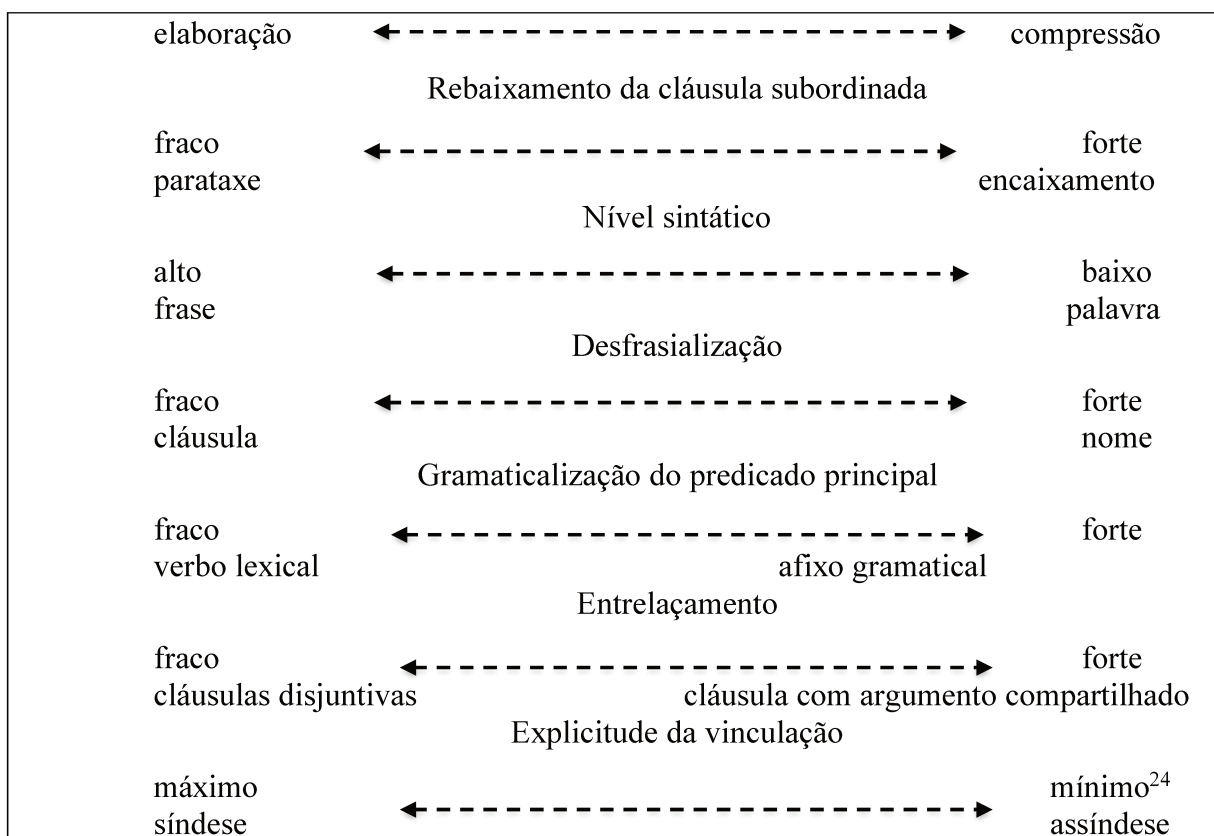 elaboração compressão
Rebaixamento da cláusula subordinada
fraco forte
parataxe encaixamento
Nível sintático
alto baixo
frase palavra
Desfrasialização
fraco forte
cláusula nome
Gramaticalização do predicado principal
fraco forte
verbo lexical afixo gramatical
Entrelaçamento
fraco forte
cláusulas disjuntivas cláusula com argumento compartilhado
Explicitude da vinculação
máximo mínimo24
síndese assíndese